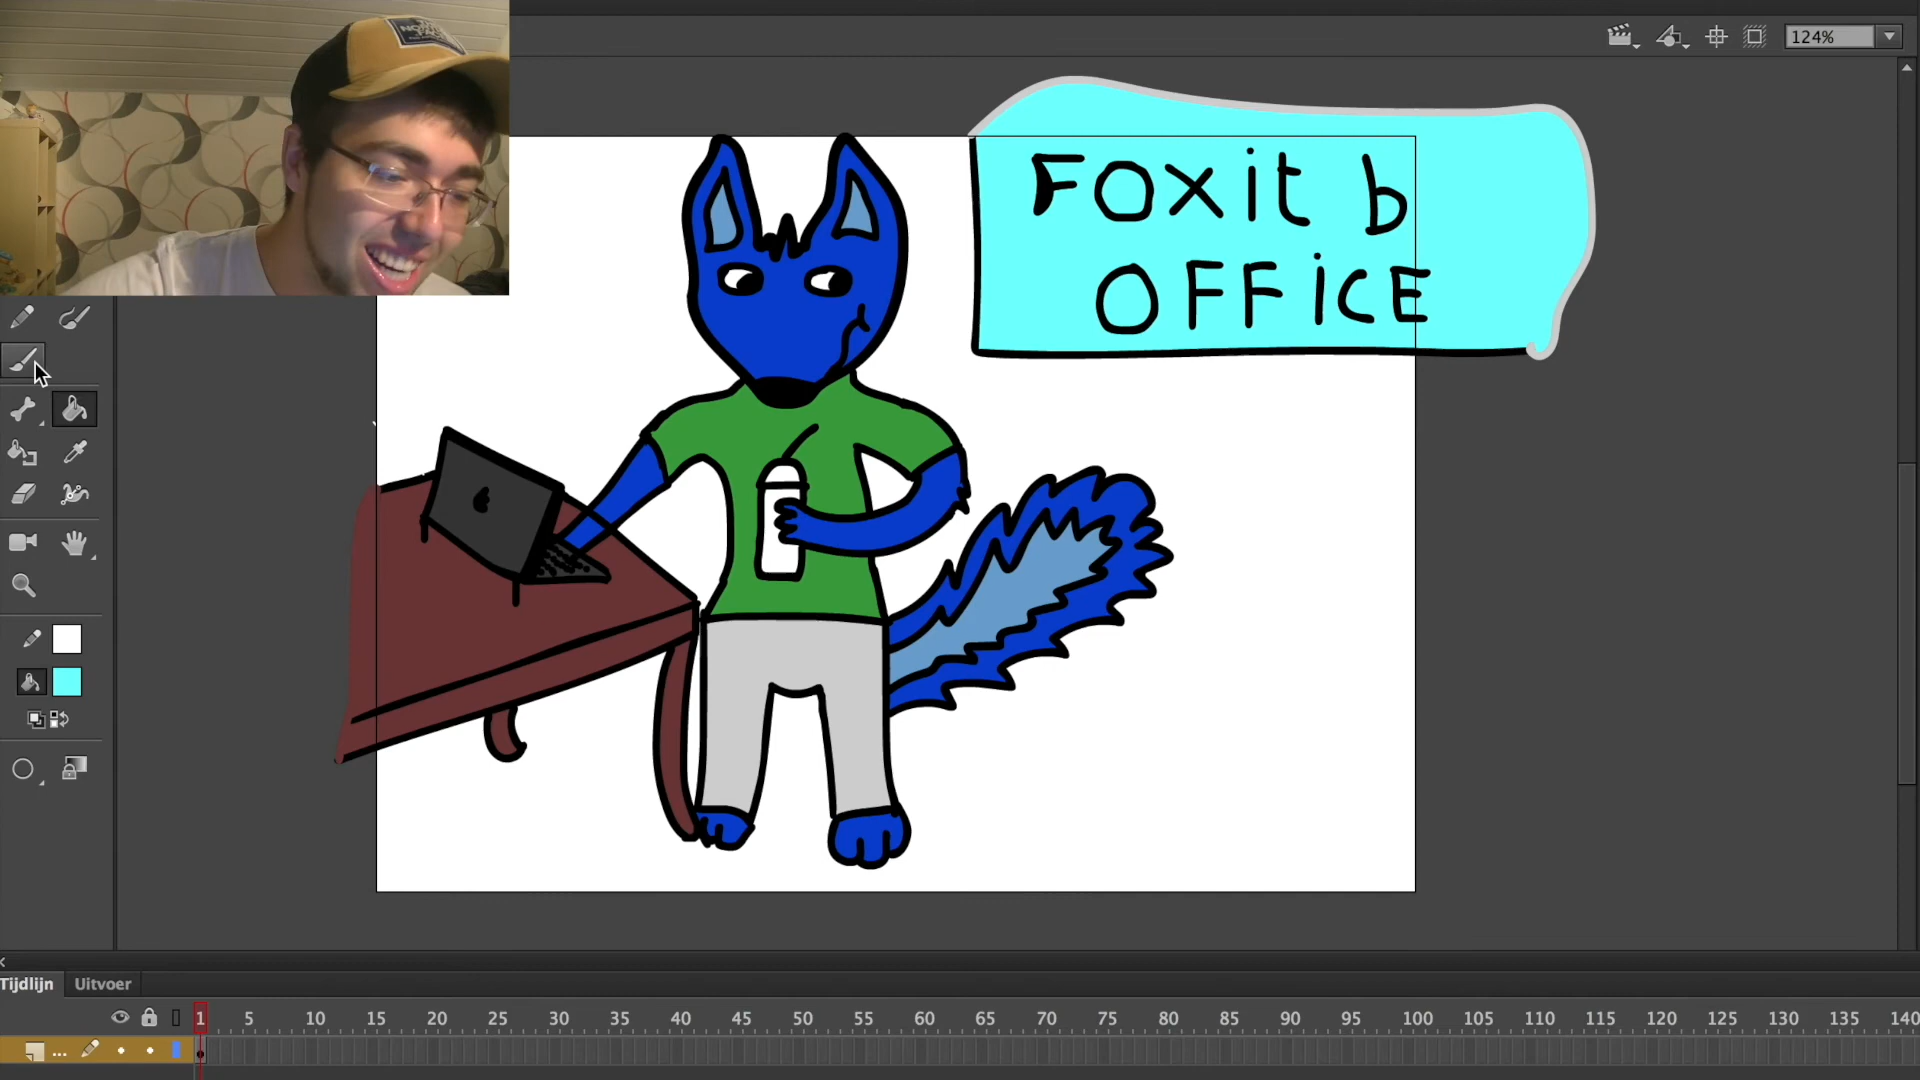 124%
FOXit b
OFFiCE
Tijdlijn Uitvoer
1 5 10 15 20 25 30 35 40 45 50 55 60 65 70 75 80 85 90 95 100 105 110 115 120 125 130 135 140
...